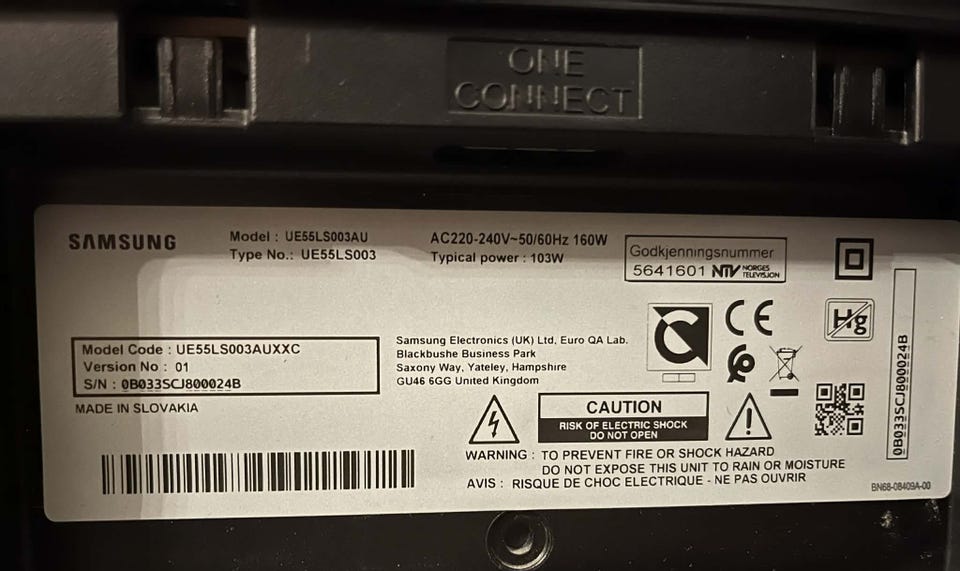 ONE
CONNECT
SAMSUNG
Model : UE55LS003AU
Type No.: UE55LS003
AC220-240V~50/60Hz 160W
Typical power : 103W
Godkjenningsnummer
5641601 NTV NORGES TELEVISJON
Model Code : UE55LS003AUXXC
Version No : 01
S/N : 0B033SCJ800024B
MADE IN SLOVAKIA
Samsung Electronics (UK) Ltd, Euro QA Lab.
Blackbushe Business Park
Saxony Way, Yateley, Hampshire
GU46 6GG United Kingdom
CE
Hg
0B033SCJ800024B
CAUTION
RISK OF ELECTRIC SHOCK
DO NOT OPEN
WARNING : TO PREVENT FIRE OR SHOCK HAZARD
DO NOT EXPOSE THIS UNIT TO RAIN OR MOISTURE
AVIS : RISQUE DE CHOC ELECTRIQUE - NE PAS OUVRIR
BN68-08409A-00